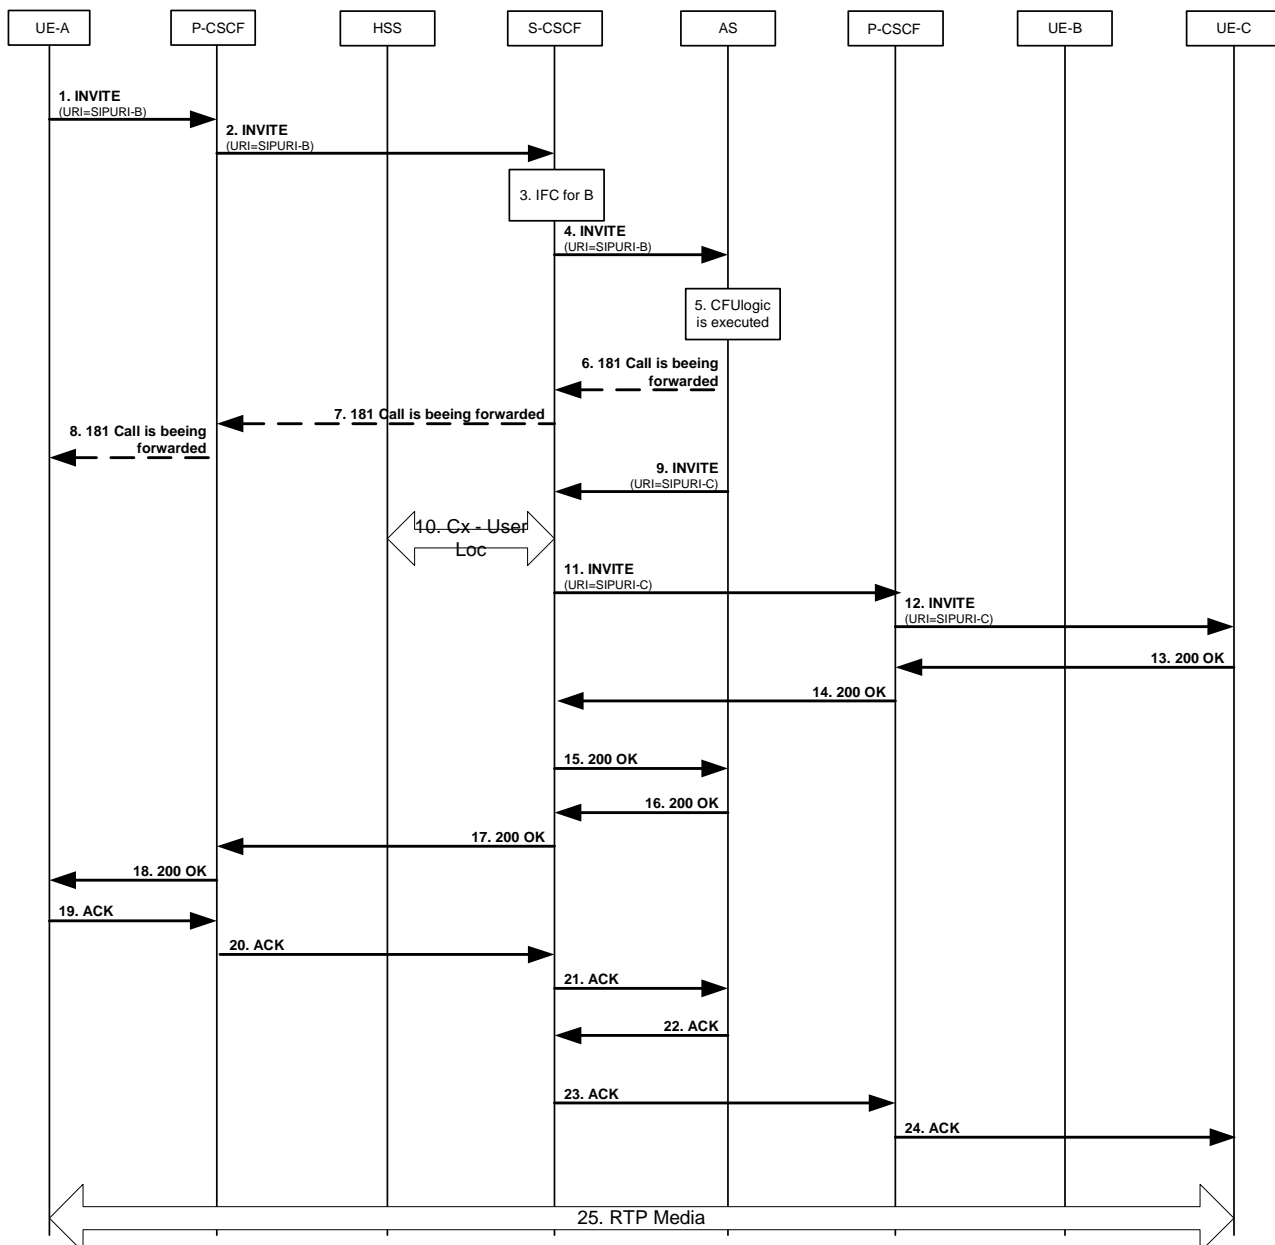 UE-A
P-CSCF
HSS
S-CSCF
AS
P-CSCF
UE-B
UE-C
1. INVITE
(URI=SIPURI-B)
2. INVITE
(URI=SIPURI-B)
3. IFC for B
4. INVITE
(URI=SIPURI-B)
5. CFUlogic
is executed
6. 181 Call is beeing
forwarded
7. 181 Call is beeing forwarded
8. 181 Call is beeing
forwarded
9. INVITE
(URI=SIPURI-C)
10. Cx - User
Loc
11. INVITE
(URI=SIPURI-C)
12. INVITE
(URI=SIPURI-C)
13. 200 OK
14. 200 OK
15. 200 OK
16. 200 OK
17. 200 OK
18. 200 OK
19. ACK
20. ACK
21. ACK
22. ACK
23. ACK
24. ACK
25. RTP Media